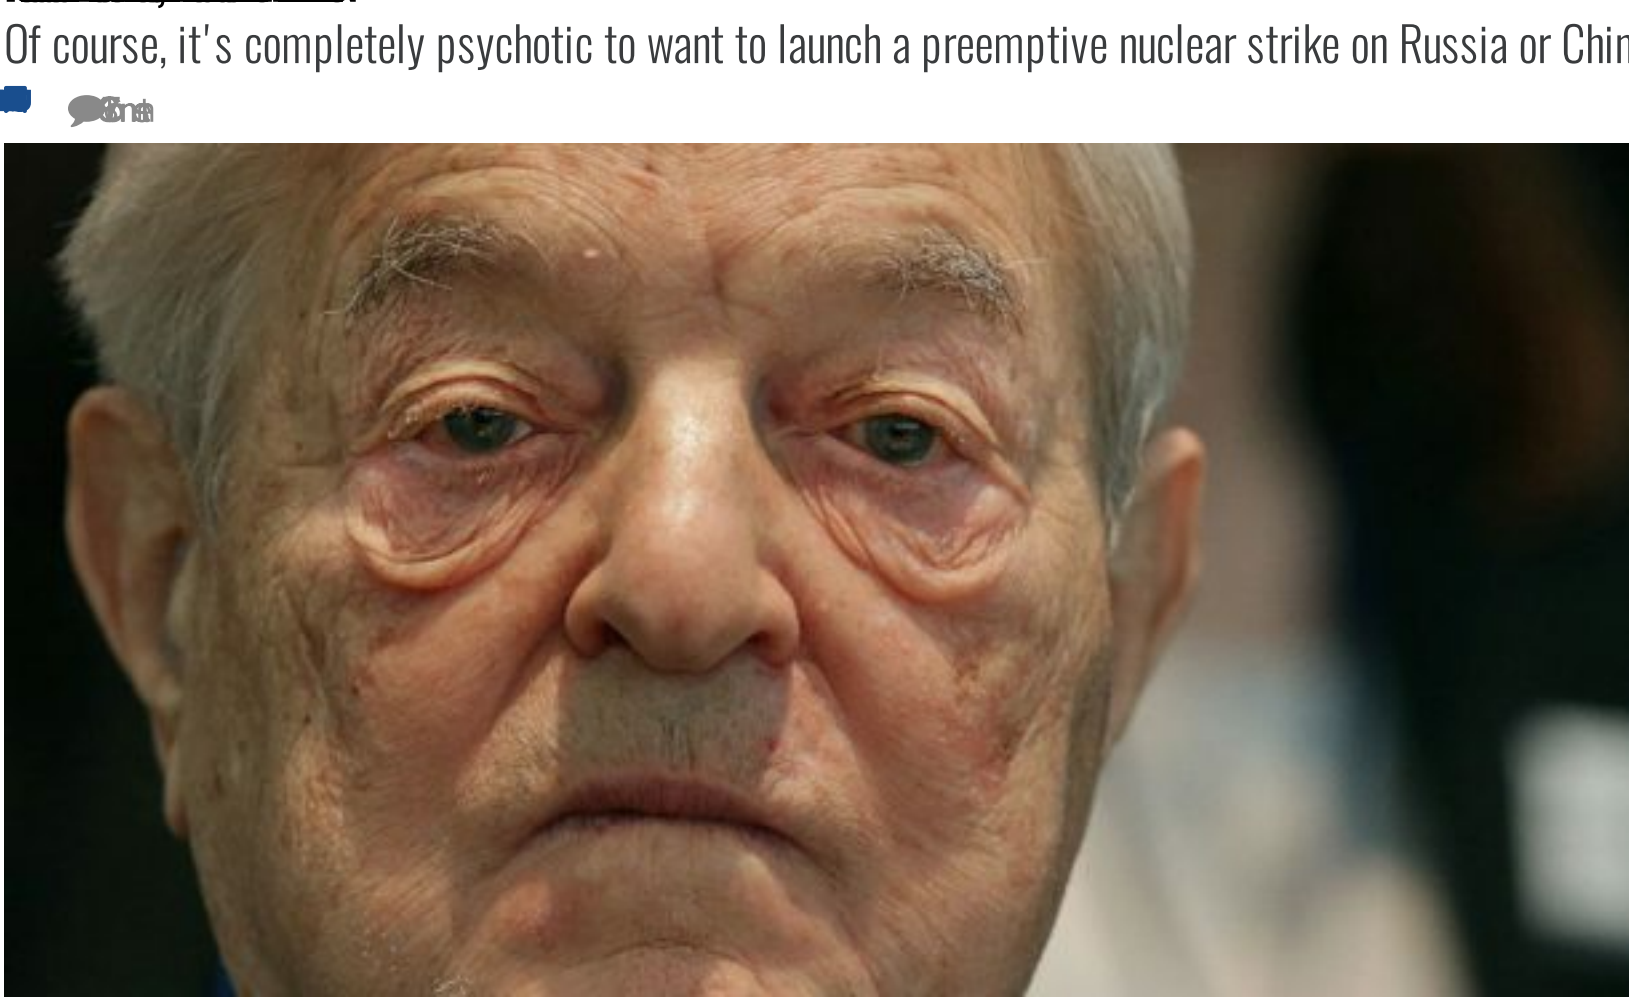 Of course, it's completely psychotic to want to launch a preemptive nuclear strike on Russia or Chin